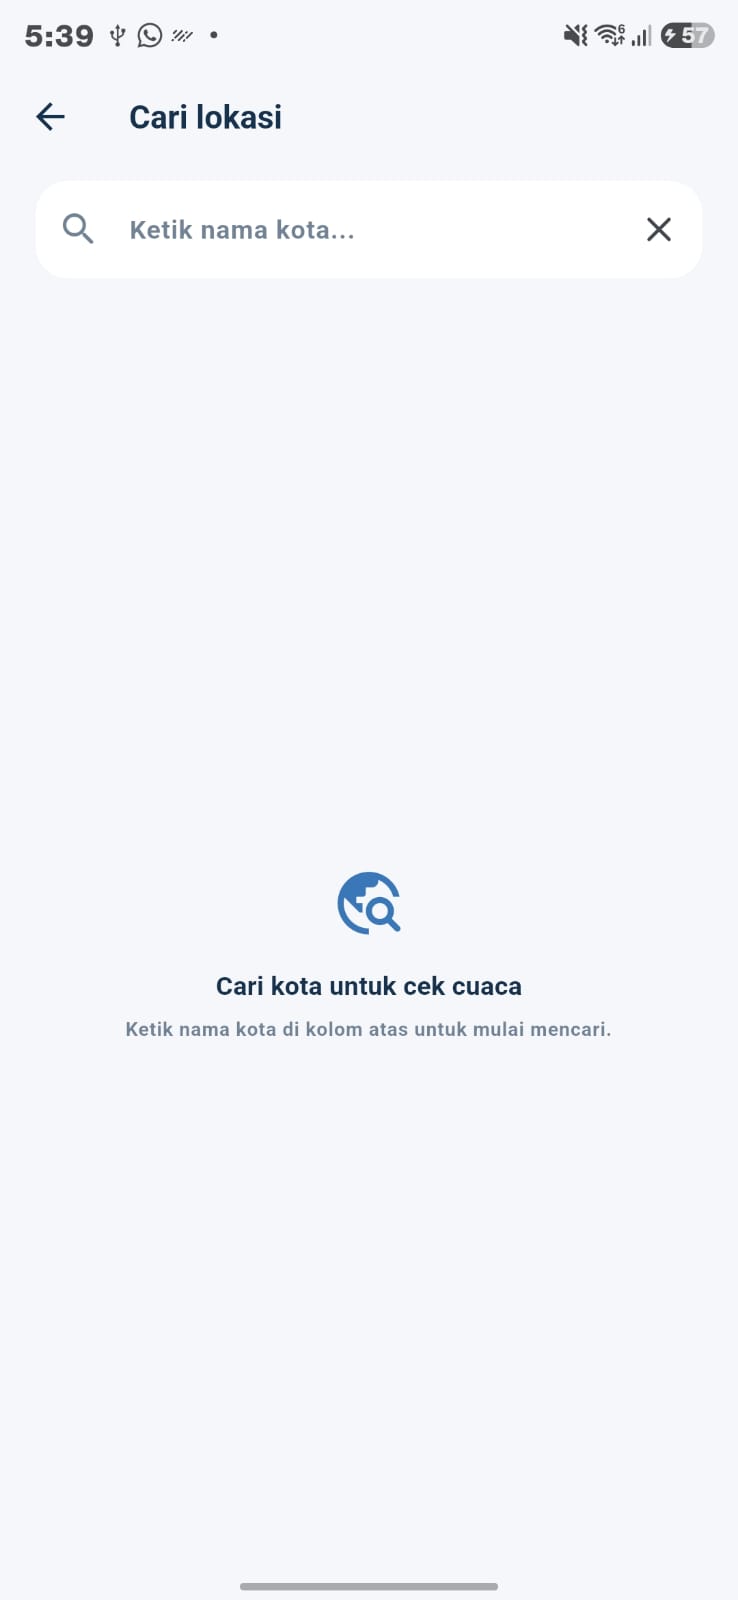 5:39
6
57
Cari lokasi
Ketik nama kota...
Cari kota untuk cek cuaca
Ketik nama kota di kolom atas untuk mulai mencari.